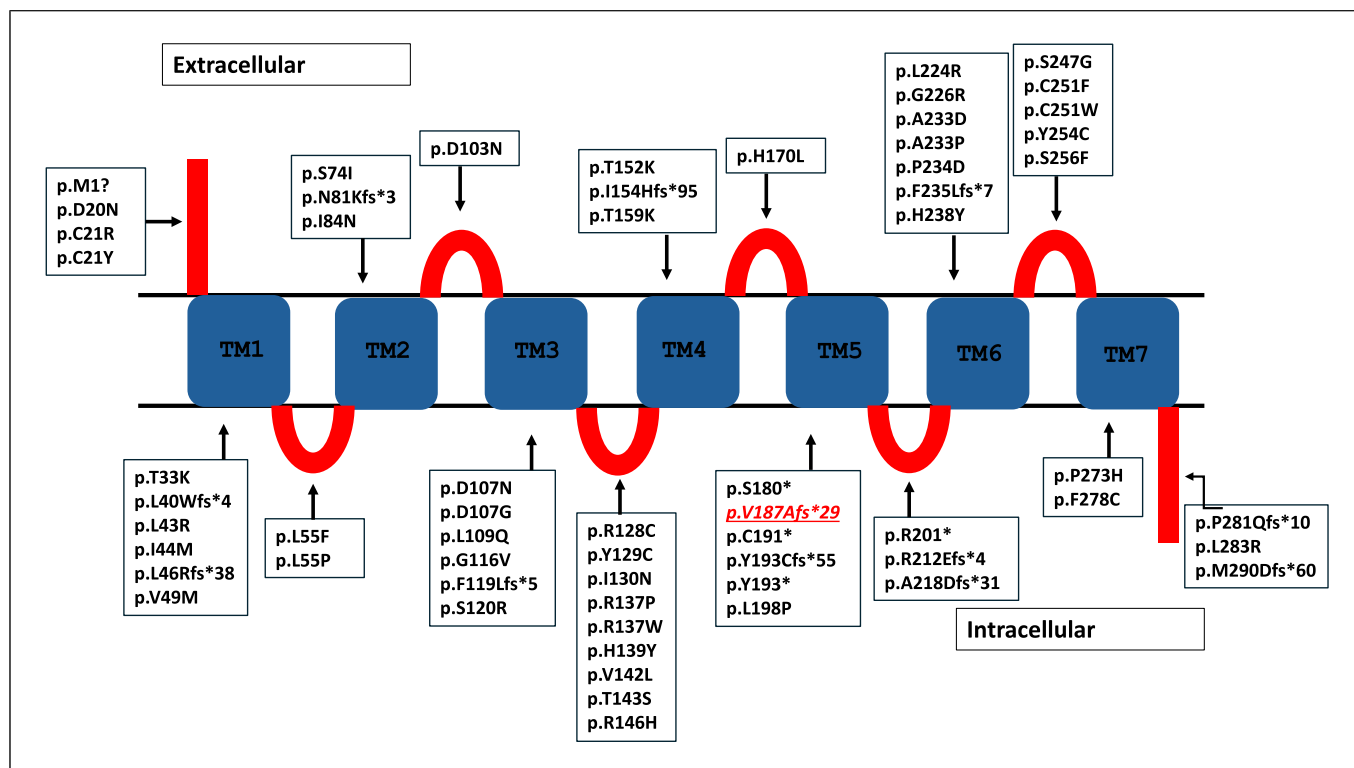 Extracellular
p.M1?
p.D20N
p.C21R
p.C21Y
p.S74I
p.N81Kfs*3
p.I84N
p.D103N
p.T152K
p.I154Hfs*95
p.T159K
p.H170L
p.L224R
p.G226R
p.A233D
p.A233P
p.P234D
p.F235Lfs*7
p.H238Y
p.S247G
p.C251F
p.C251W
p.Y254C
p.S256F
TM1
TM2
TM3
TM4
TM5
TM6
TM7
p.T33K
p.L40Wfs*4
p.L43R
p.I44M
p.L46Rfs*38
p.V49M
p.L55F
p.L55P
p.D107N
p.D107G
p.L109Q
p.G116V
p.F119Lfs*5
p.S120R
p.R128C
p.Y129C
p.I130N
p.R137P
p.R137W
p.H139Y
p.V142L
p.T143S
p.R146H
p.S180*
p.V187Afs*29
p.C191*
p.Y193Cfs*55
p.Y193*
p.L198P
p.R201*
p.R212Efs*4
p.A218Dfs*31
p.P273H
p.F278C
p.P281Qfs*10
p.L283R
p.M290Dfs*60
Intracellular